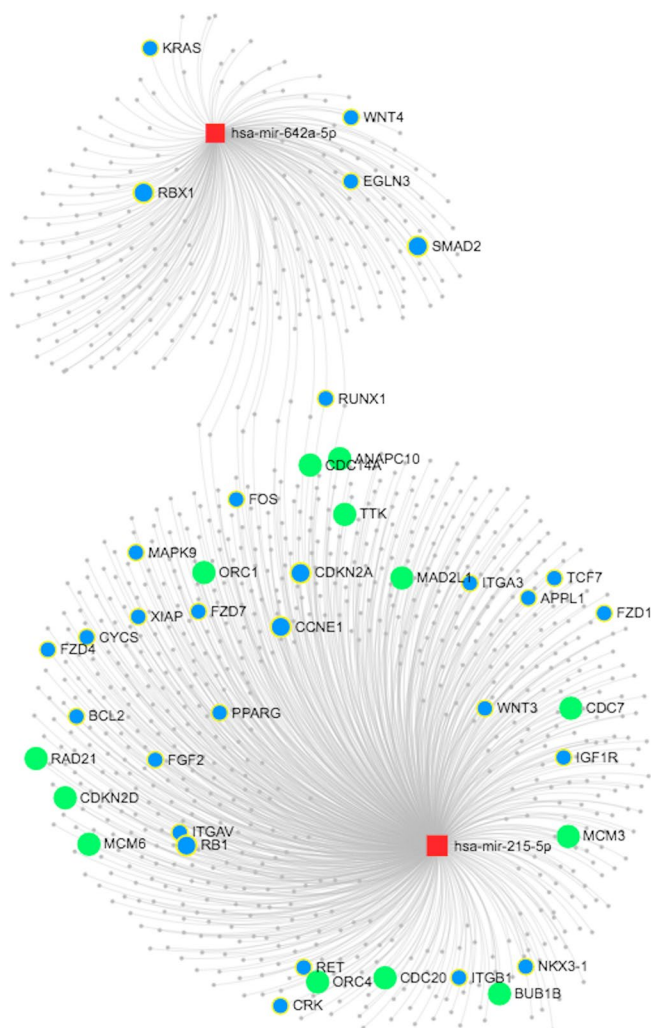 KRAS
WNT4
hsa-mir-642a-5p
EGLN3
RBX1
SMAD2
RUNX1
ANAPC10
CDC14A
FOS
TTK
MAPK9
ORC1
CDKN2A
MAD2L1
ITGA3
TCF7
APPL1
XIAP
FZD7
FZD1
CCNE1
CYCS
FZD4
BCL2
PPARG
WNT3
CDC7
RAD21
FGF2
IGF1R
CDKN2D
ITGAV
MCM6
RB1
hsa-mir-215-5p
MCM3
RET
ORC4
CDC20
ITGB1
NKX3-1
BUB1B
CRK